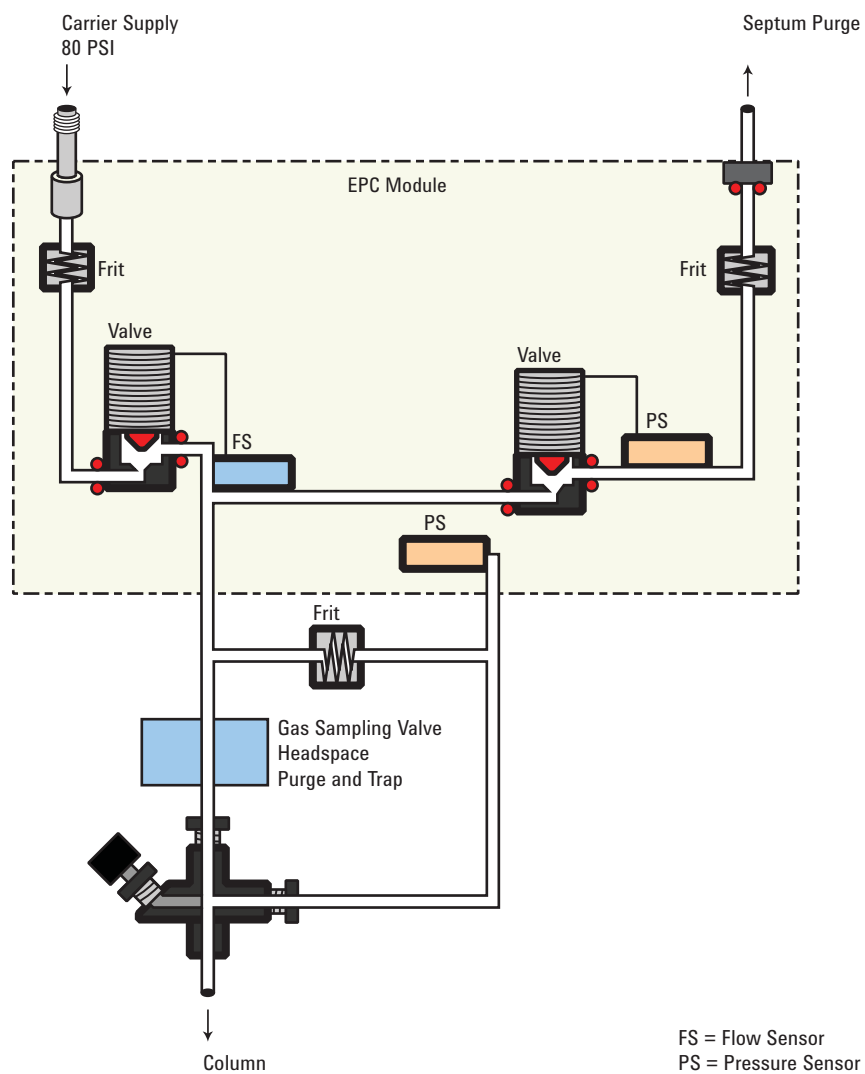 Carrier Supply
80 PSI
Septum Purge
EPC Module
Frit
Frit
Valve
Valve
FS
PS
PS
Frit
Gas Sampling Valve
Headspace
Purge and Trap
Column
FS = Flow Sensor
PS = Pressure Sensor